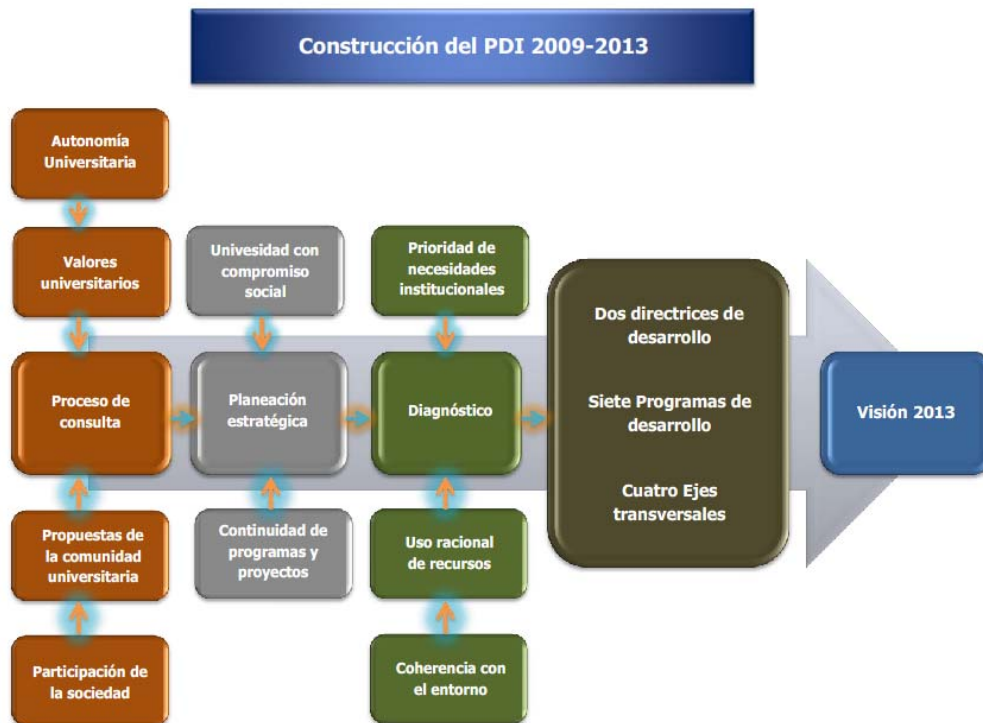 Construcción del PDI 2009-2013
Autonomía
Universitaria
Valores
universitarios
Univesidad con
compromiso
social
Prioridad de
necesidades
institucionales
Proceso de
consulta
Planeación
estratégica
Diagnóstico
Dos directrices de
desarrollo
Siete Programas de
desarrollo
Cuatro Ejes
transversales
Visión 2013
Propuestas de
la comunidad
universitaria
Continuidad de
programas y
proyectos
Uso racional
de recursos
Participación de
la sociedad
Coherencia con
el entorno